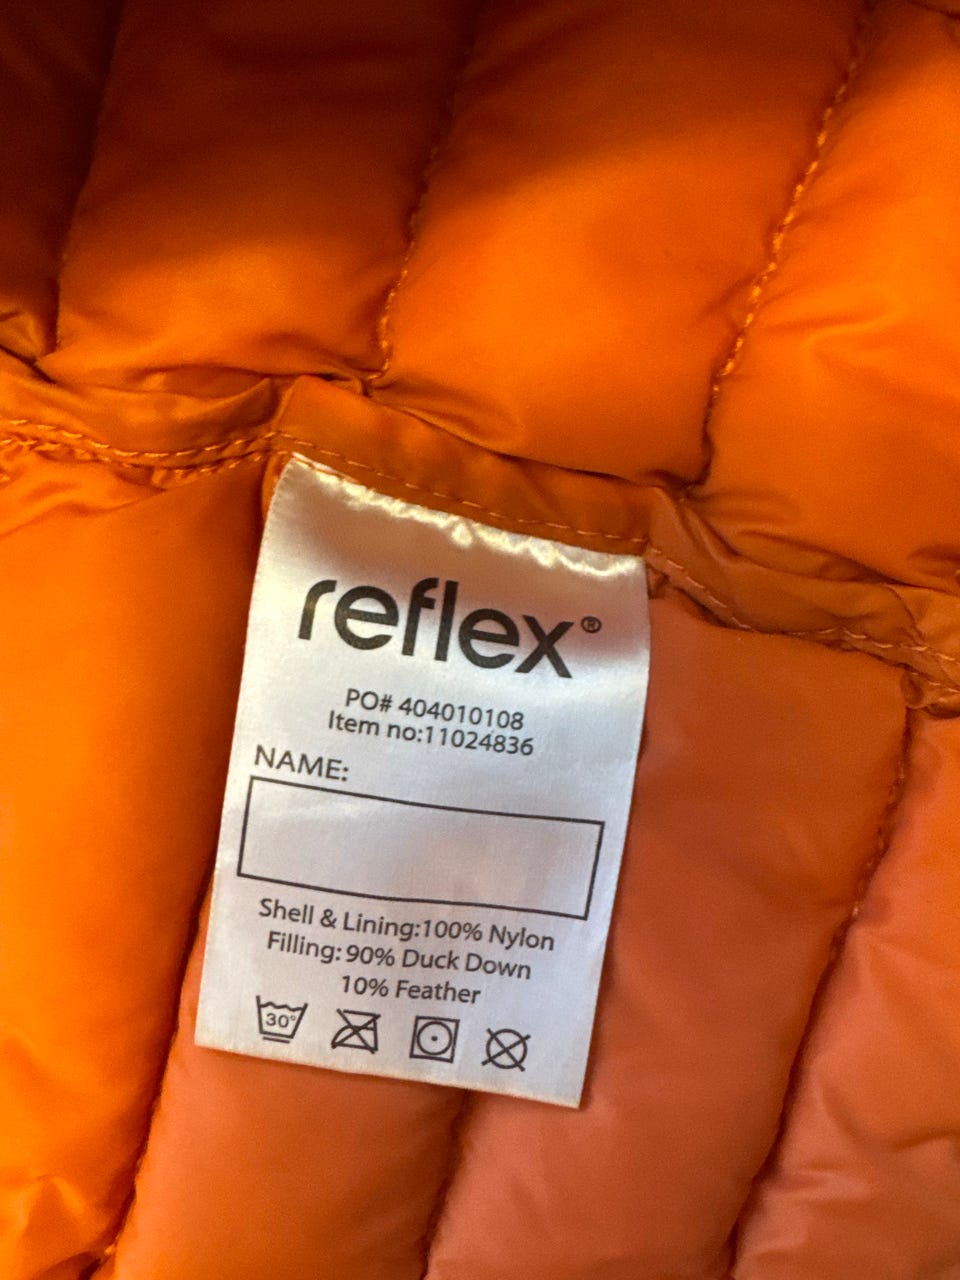 reflex®
PO# 404010108
Item no:11024836
NAME:
Shell & Lining:100% Nylon
Filling: 90% Duck Down
10% Feather
30°